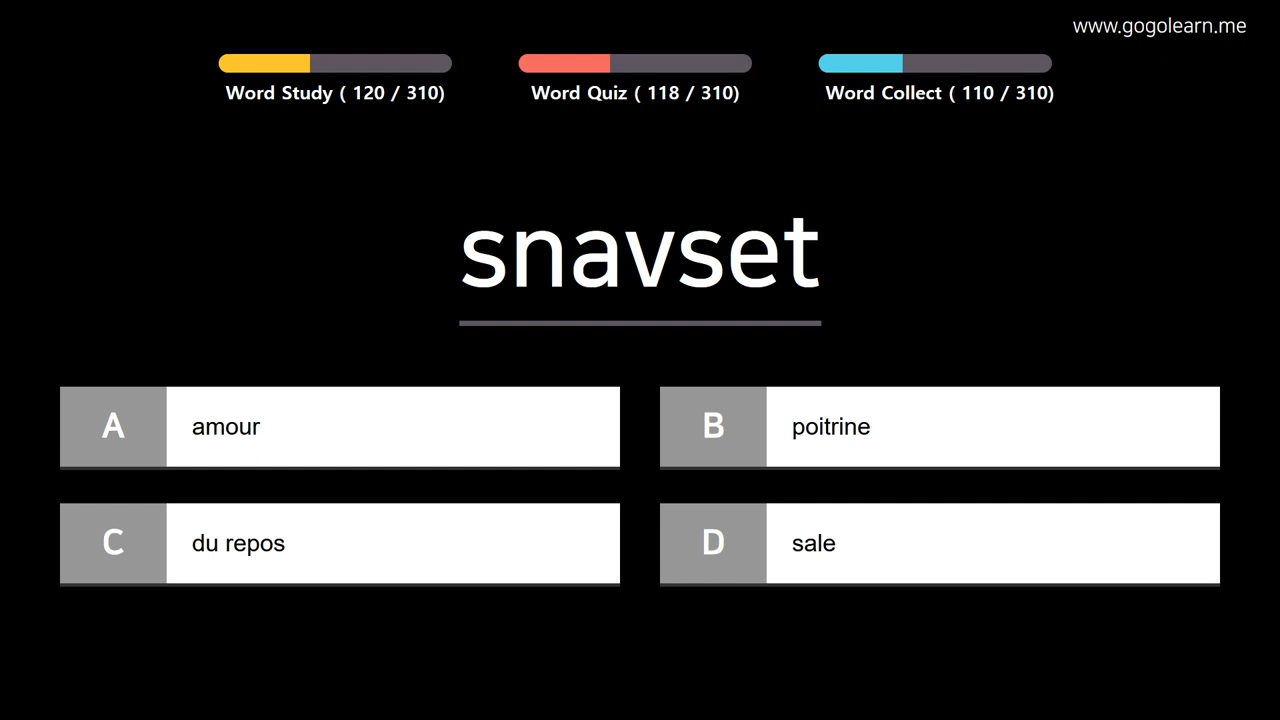 www.gogolearn.me
Word Study ( 120 / 310)
Word Quiz ( 118 / 310)
Word Collect ( 110 / 310)
snavset
A
amour
B
poitrine
C
du repos
D
sale